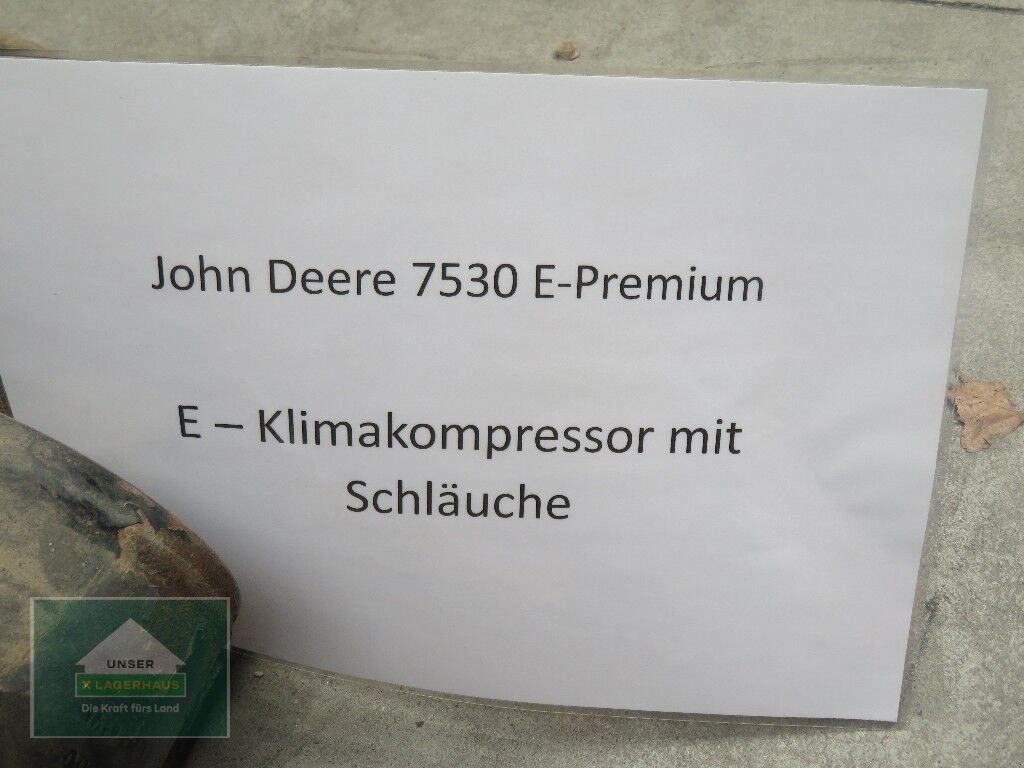 John Deere 7530 E-Premium
E – Klimakompressor mit
Schläuche
UNSER
X LAGERHAUS
Die Kraft fürs Land